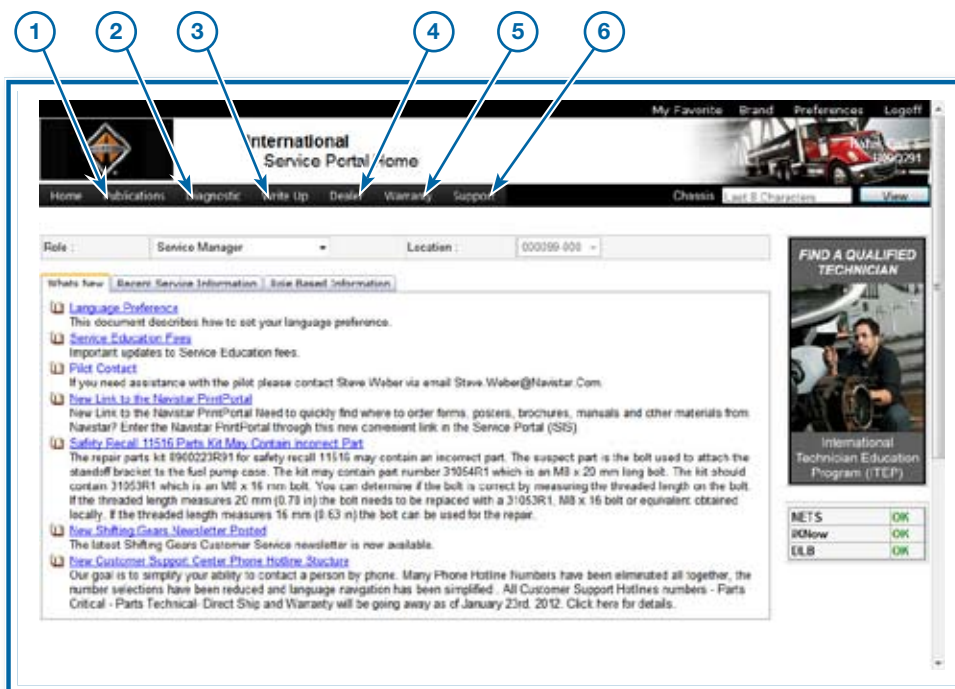 1 2 3 4 5 6
My Favorite Brand Preferences Logoff
International
Service Portal Home
Home Publications Diagnostic Write Up Dealer Warranty Support Chassis Last 8 Characters View
Role : Service Manager Location : 000099-000
Whats New Recent Service Information Role Based Information
Language Preference
This document describes how to set your language preference.
Service Education Fees
Important updates to Service Education fees.
Pilot Contact
If you need assistance with the pilot please contact Steve Weber via email Steve.Weber@Navistar.Com.
New Link to the Navistar PrintPortal
New Link to the Navistar PrintPortal Need to quickly find where to order forms, posters, brochures, manuals and other materials from
Navistar? Enter the Navistar PrintPortal through this new convenient link in the Service Portal (ISIS)
Safety Recall 11516 Parts Kit May Contain incorrect Part
The repair parts kit 8900223R91 for safety recall 11516 may contain an incorrect part. The suspect part is the bolt used to attach the
standoff bracket to the fuel pump case. The kit may contain part number 31054R1 which is an M8 x 20 mm long bolt. The kit should
contain 31053R1 which is an M8 x 16 mm bolt. You can determine if the bolt is correct by measuring the threaded length on the bolt.
If the threaded length measures 20 mm (0.78 in) the bolt needs to be replaced with a 31053R1, M8 x 16 bolt or equivalent obtained
locally. If the threaded length measures 16 mm (0.63 in) the bolt can be used for the repair.
New Shifting Gears Newsletter Posted
The latest Shifting Gears Customer Service newsletter is now available.
New Customer Support Center Phone Hotline Stucture
Our goal is to simplify your ability to contact a person by phone. Many Phone Hotline Numbers have been eliminated all together, the
number selections have been reduced and language navigation has been simplified . All Customer Support Hotlines numbers - Parts
Critical - Parts Technical- Direct Ship and Warranty will be going away as of January 23rd, 2012. Click here for details.
FIND A QUALIFIED
TECHNICIAN
International
Technician Education
Program (ITEP)
NETS OK
iKNow OK
DLB OK